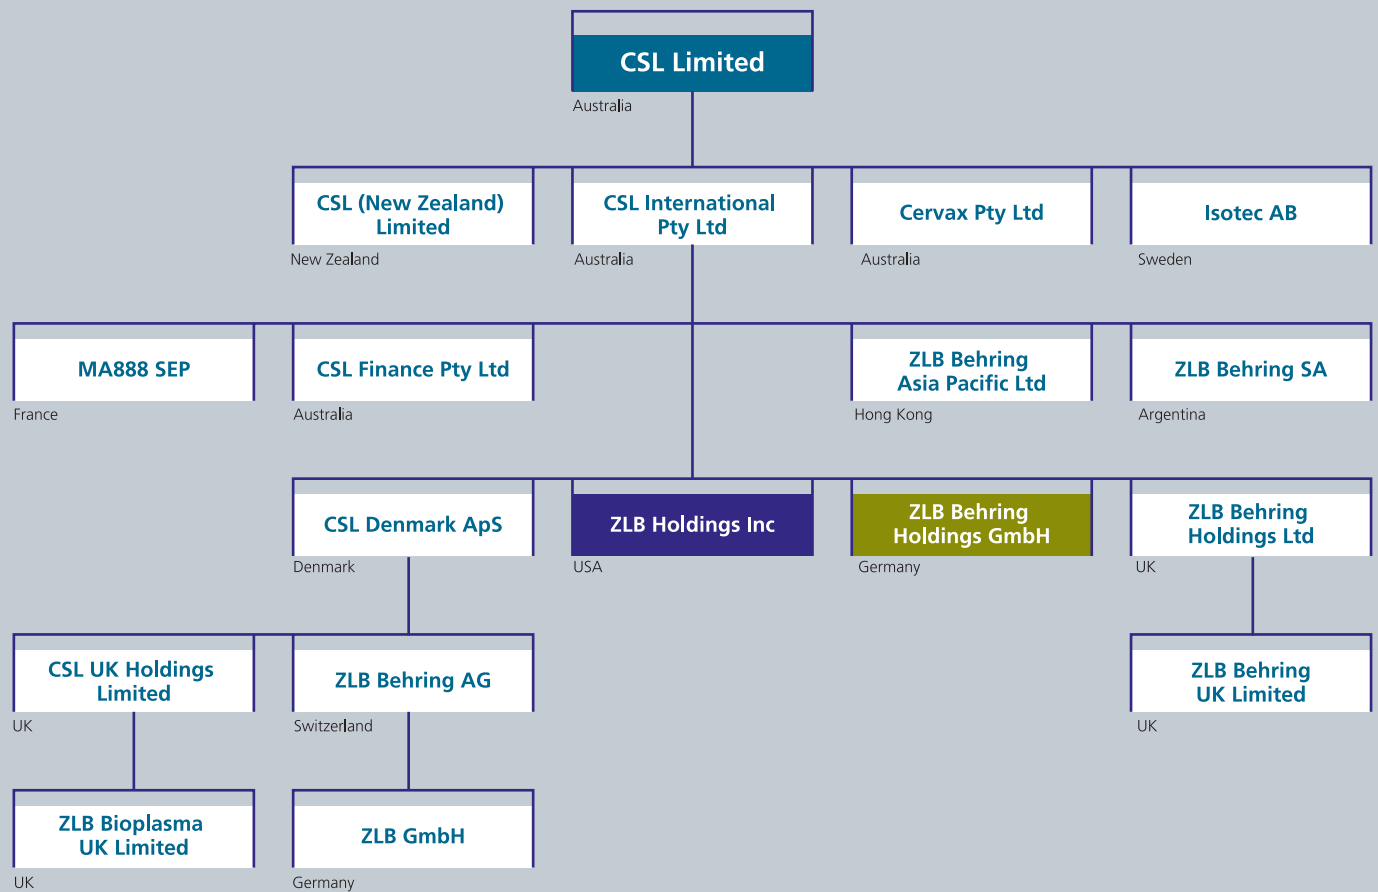 CSL Limited
Australia
CSL (New Zealand)
Limited
New Zealand
CSL International
Pty Ltd
Australia
Cervax Pty Ltd
Australia
Isotec AB
Sweden
MA888 SEP
France
CSL Finance Pty Ltd
Australia
ZLB Behring
Asia Pacific Ltd
Hong Kong
ZLB Behring SA
Argentina
CSL Denmark ApS
Denmark
ZLB Holdings Inc
USA
ZLB Behring
Holdings GmbH
Germany
ZLB Behring
Holdings Ltd
UK
CSL UK Holdings
Limited
UK
ZLB Behring AG
Switzerland
ZLB Behring
UK Limited
UK
ZLB Bioplasma
UK Limited
UK
ZLB GmbH
Germany